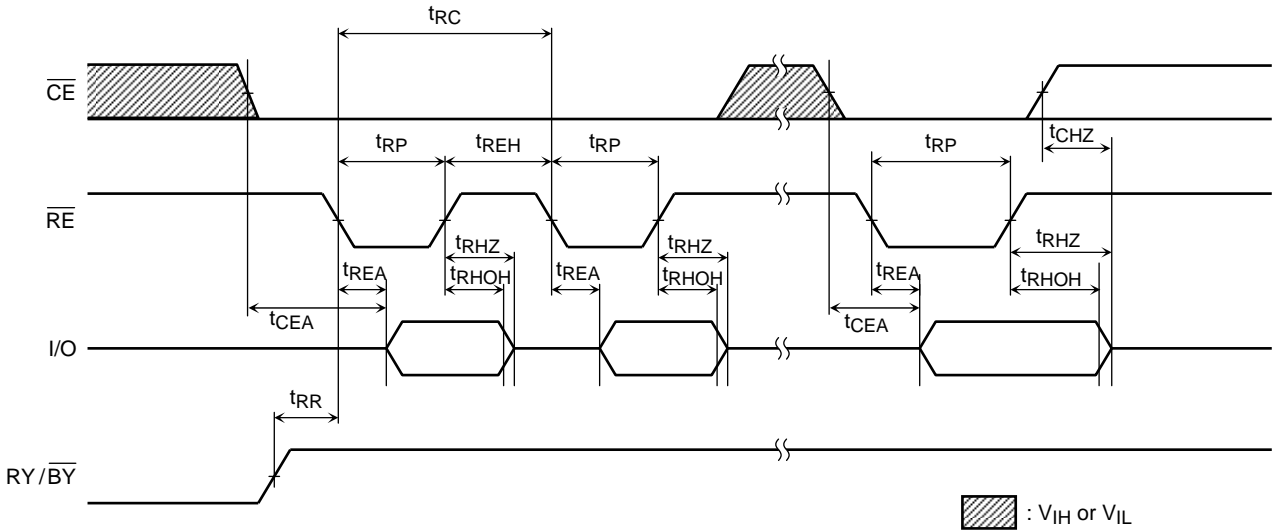 tRC
CE
tCHZ
tRP tREH tRP tRP
RE
tRHZ tRHZ tRHZ
tREA tRHOH tREA tRHOH tREA tRHOH
tCEA tCEA
I/O
tRR
RY/BY
: VIH or VIL